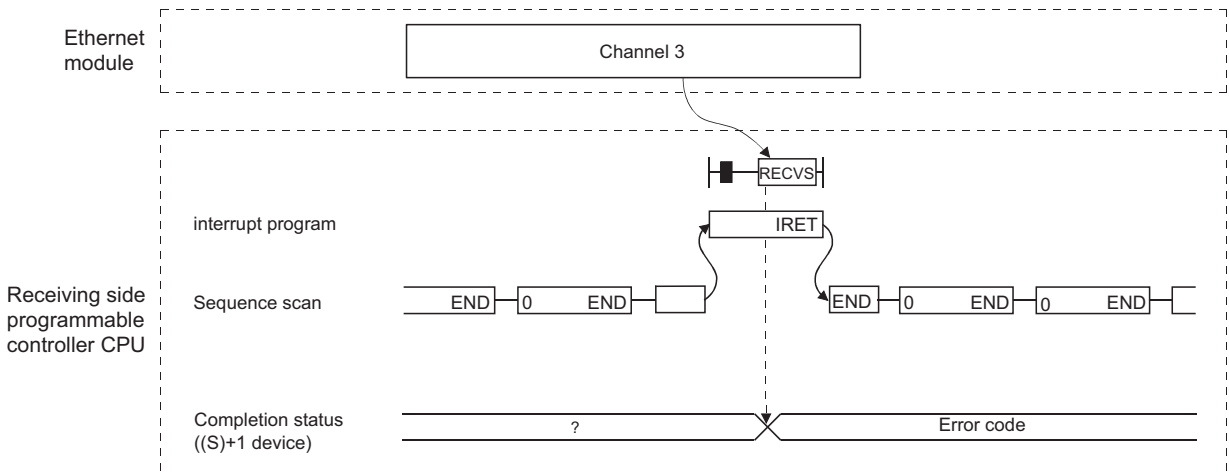 Ethernet
module
Channel 3
RECVS
interrupt program
IRET
Receiving side
programmable
controller CPU
Sequence scan
END 0 END END 0 END 0 END
Completion status
((S)+1 device)
? Error code